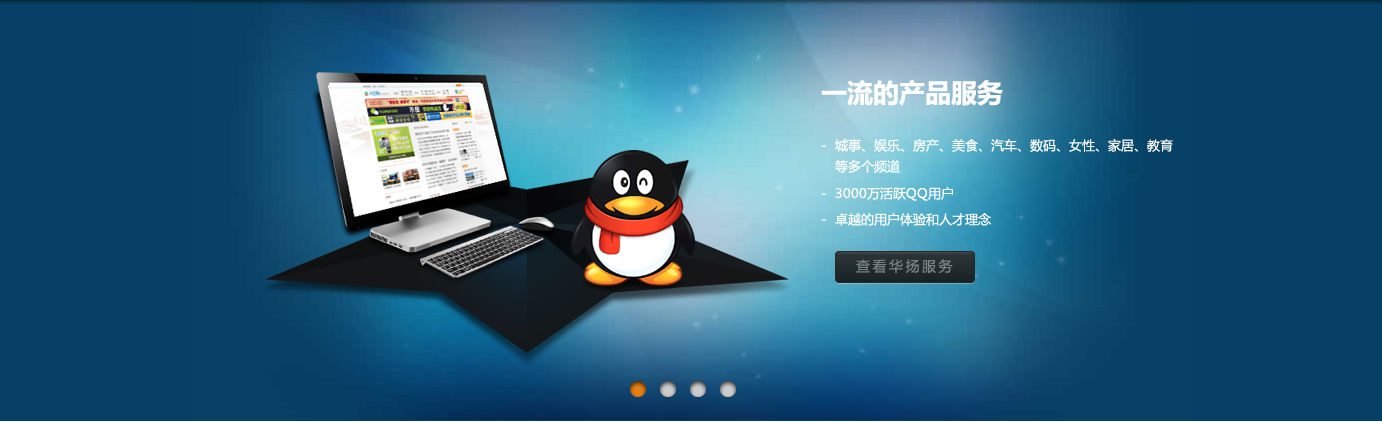 一流的产品服务
- 城事、娱乐、房产、美食、汽车、数码、女性、家居、教育
等多个频道
- 3000万活跃QQ用户
- 卓越的用户体验和人才理念
查看华扬服务